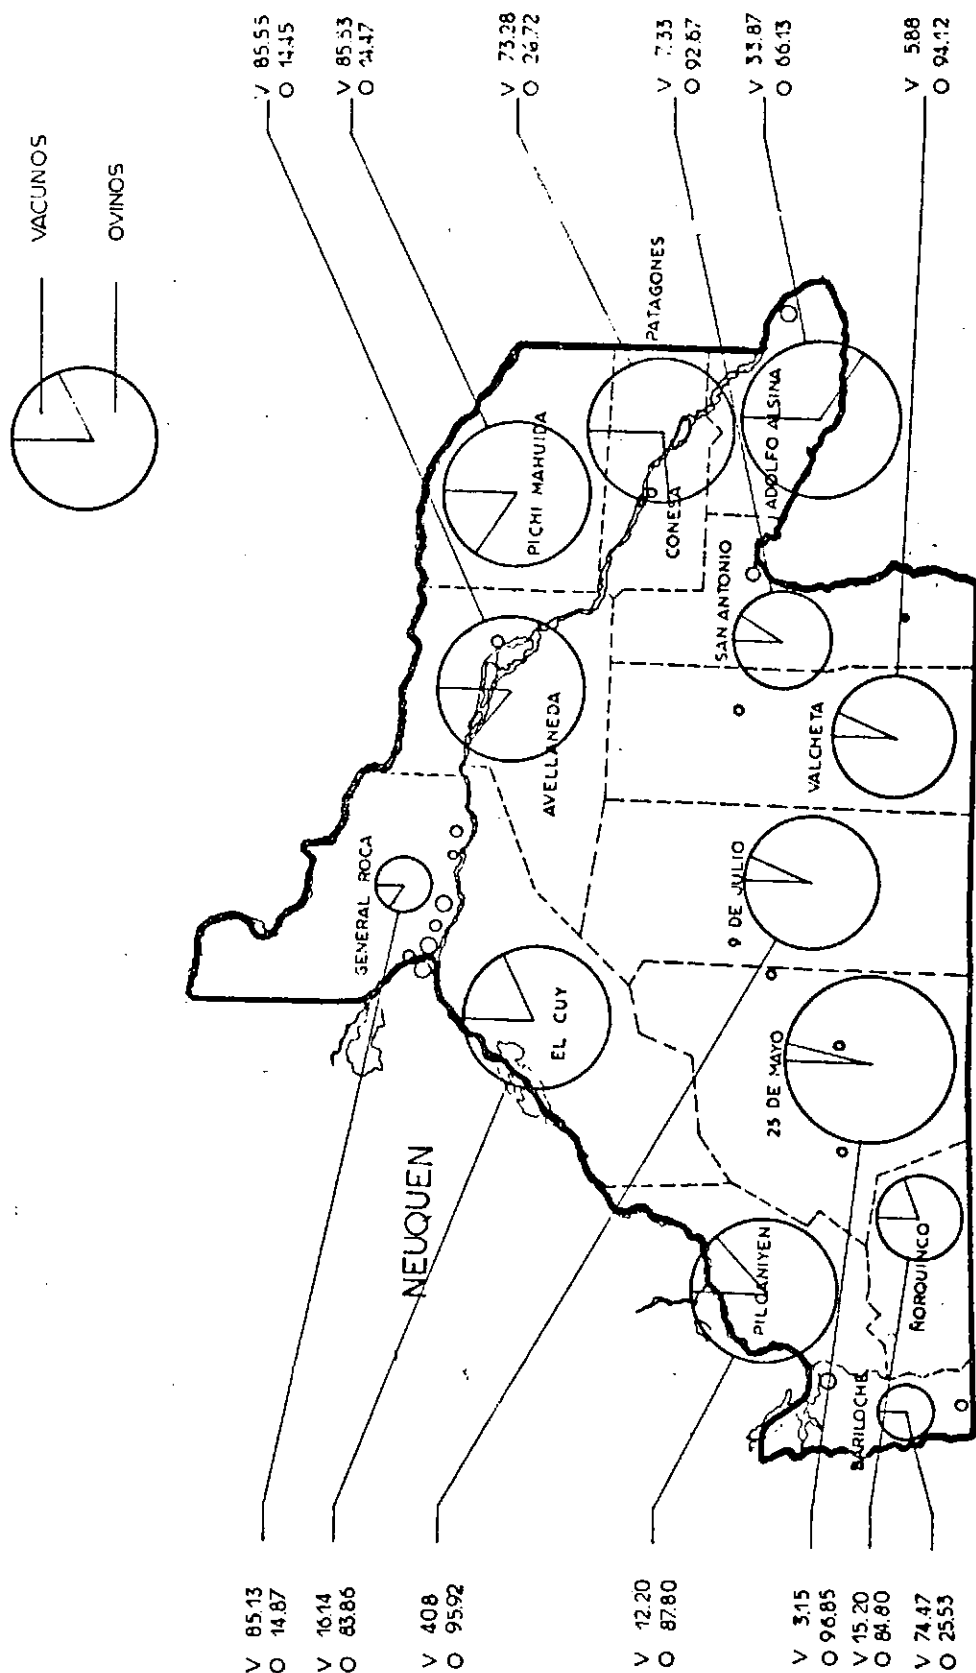 VACUNOS
OVINOS
V 85.55
O 14.45
V 85.53
O 14.47
V 73.28
O 26.72
V 7.33
O 92.67
V 33.87
O 66.13
V 5.88
O 94.12
PATAGONES
PICHI MAHUIDA
CONESA
ADOLFO ALSINA
SAN ANTONIO
AVELLANEDA
VALCHETA
GENERAL ROCA
9 DE JULIO
EL CUY
25 DE MAYO
NEUQUEN
PILCANIYEN
ÑORQUINCO
BARILOCHE
V 85.13
O 14.87
V 16.14
O 83.86
V 4.08
O 95.92
V 12.20
O 87.80
V 3.15
O 96.85
V 15.20
O 84.80
V 74.47
O 25.53